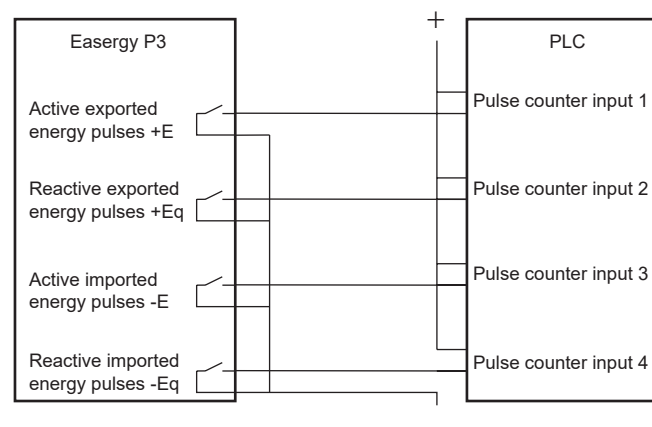 Easergy P3
+
PLC
Active exported
energy pulses +E
Pulse counter input 1
Reactive exported
energy pulses +Eq
Pulse counter input 2
Active imported
energy pulses -E
Pulse counter input 3
Reactive imported
energy pulses -Eq
Pulse counter input 4